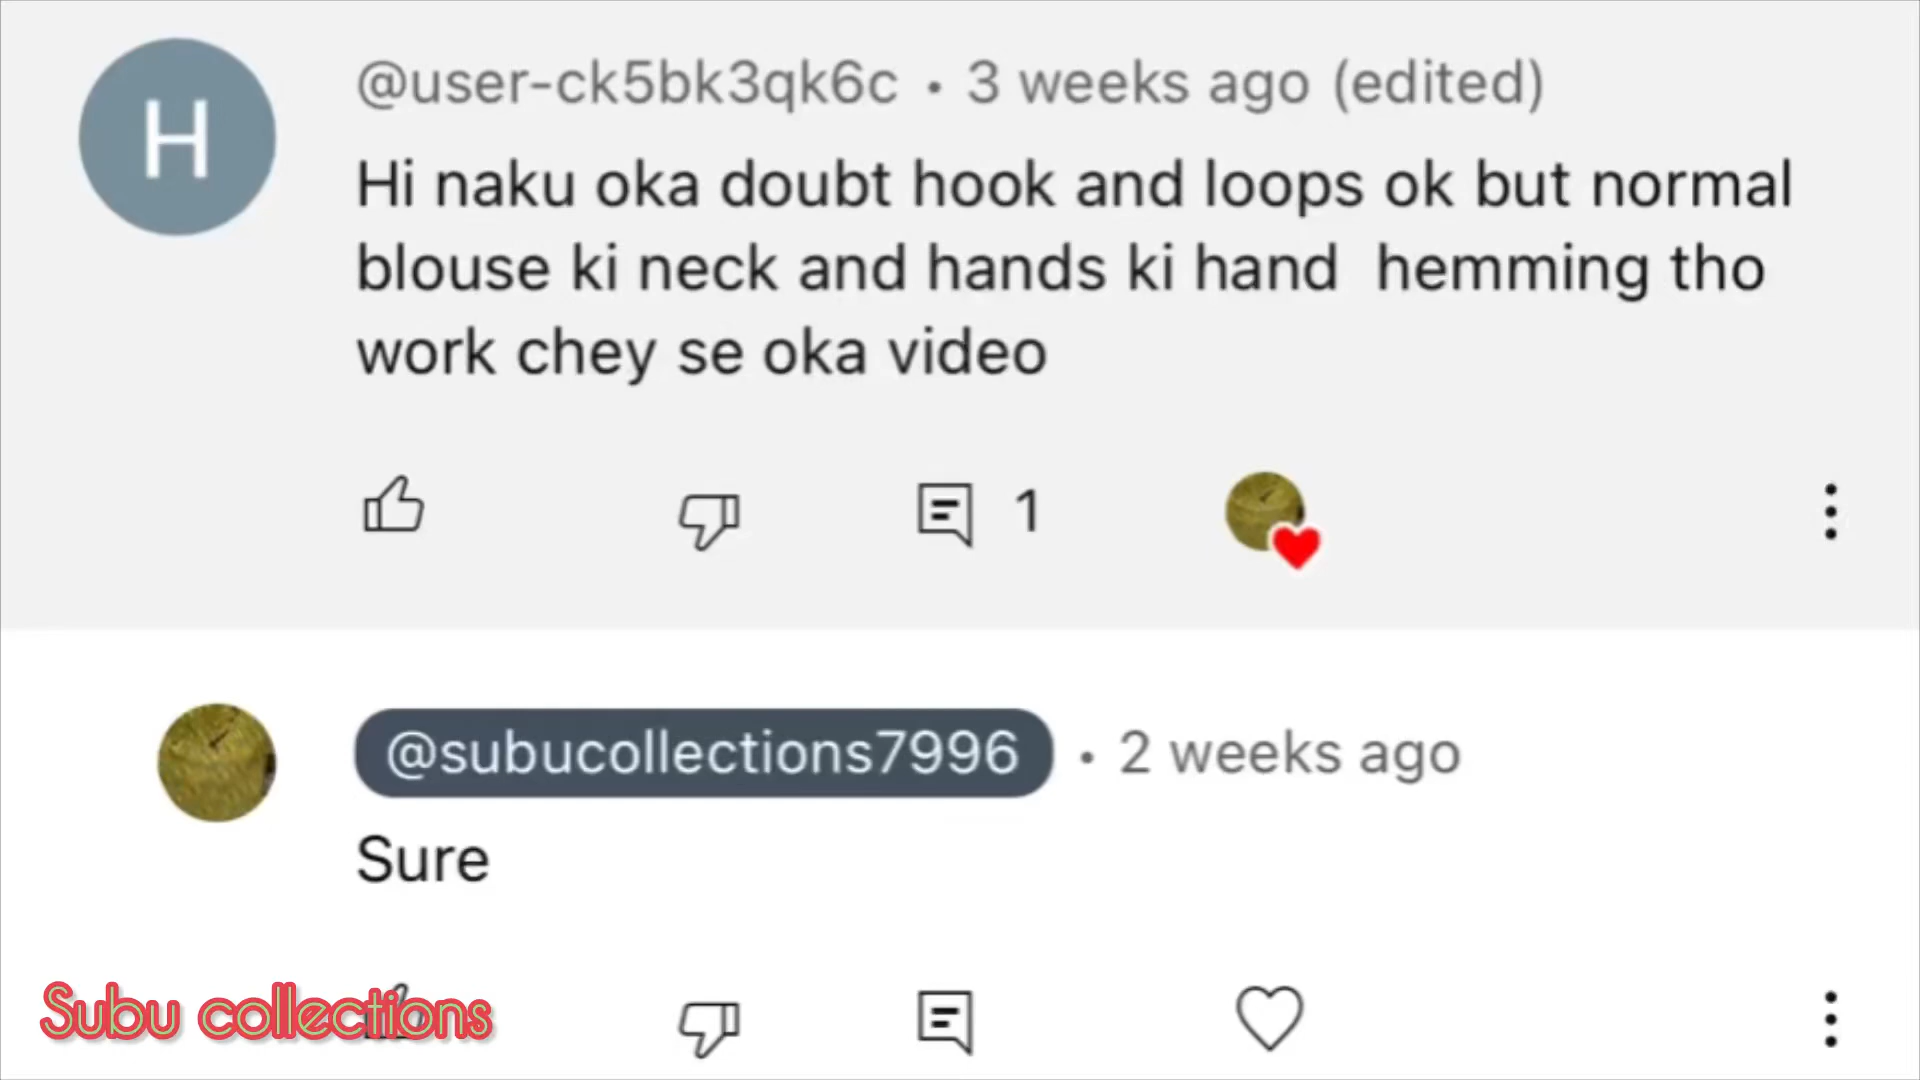 H
@user-ck5bk3qk6c • 3 weeks ago (edited)
Hi naku oka doubt hook and loops ok but normal
blouse ki neck and hands ki hand  hemming tho
work chey se oka video
1
@subucollections7996 • 2 weeks ago
Sure
Subu collections